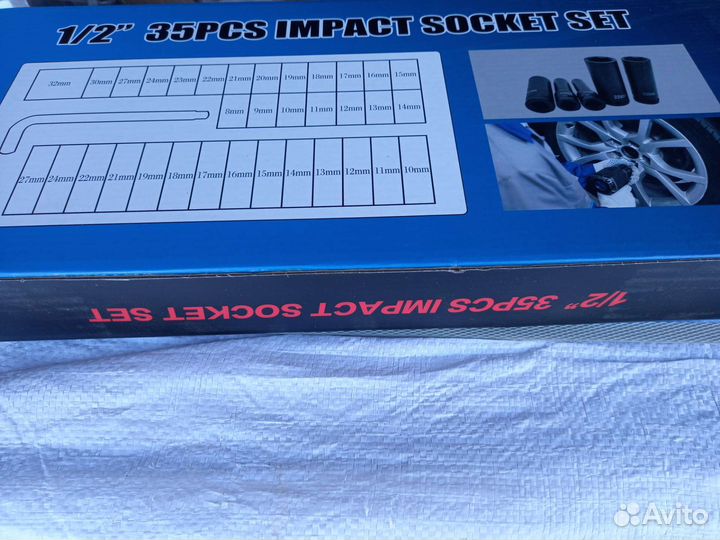 1/2” 35PCS IMPACT SOCKET SET
32mm 30mm 27mm 24mm 23mm 22mm 21mm 20mm 19mm 18mm 17mm 16mm 15mm
8mm 9mm 10mm 11mm 12mm 13mm 14mm
27mm 24mm 22mm 21mm 19mm 18mm 17mm 16mm 15mm 14mm 13mm 12mm 11mm 10mm
1/2” 35PCS IMPACT SOCKET SET
Avito